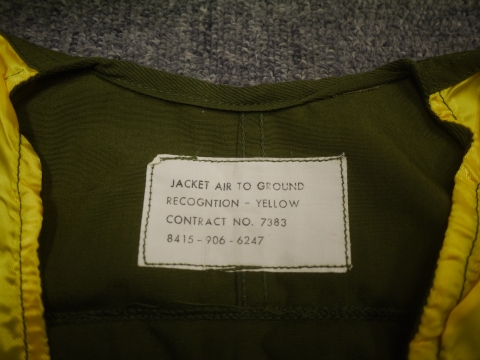 JACKET AIR TO GROUND
RECOGNTION - YELLOW
CONTRACT NO. 7383
8415-906-6247